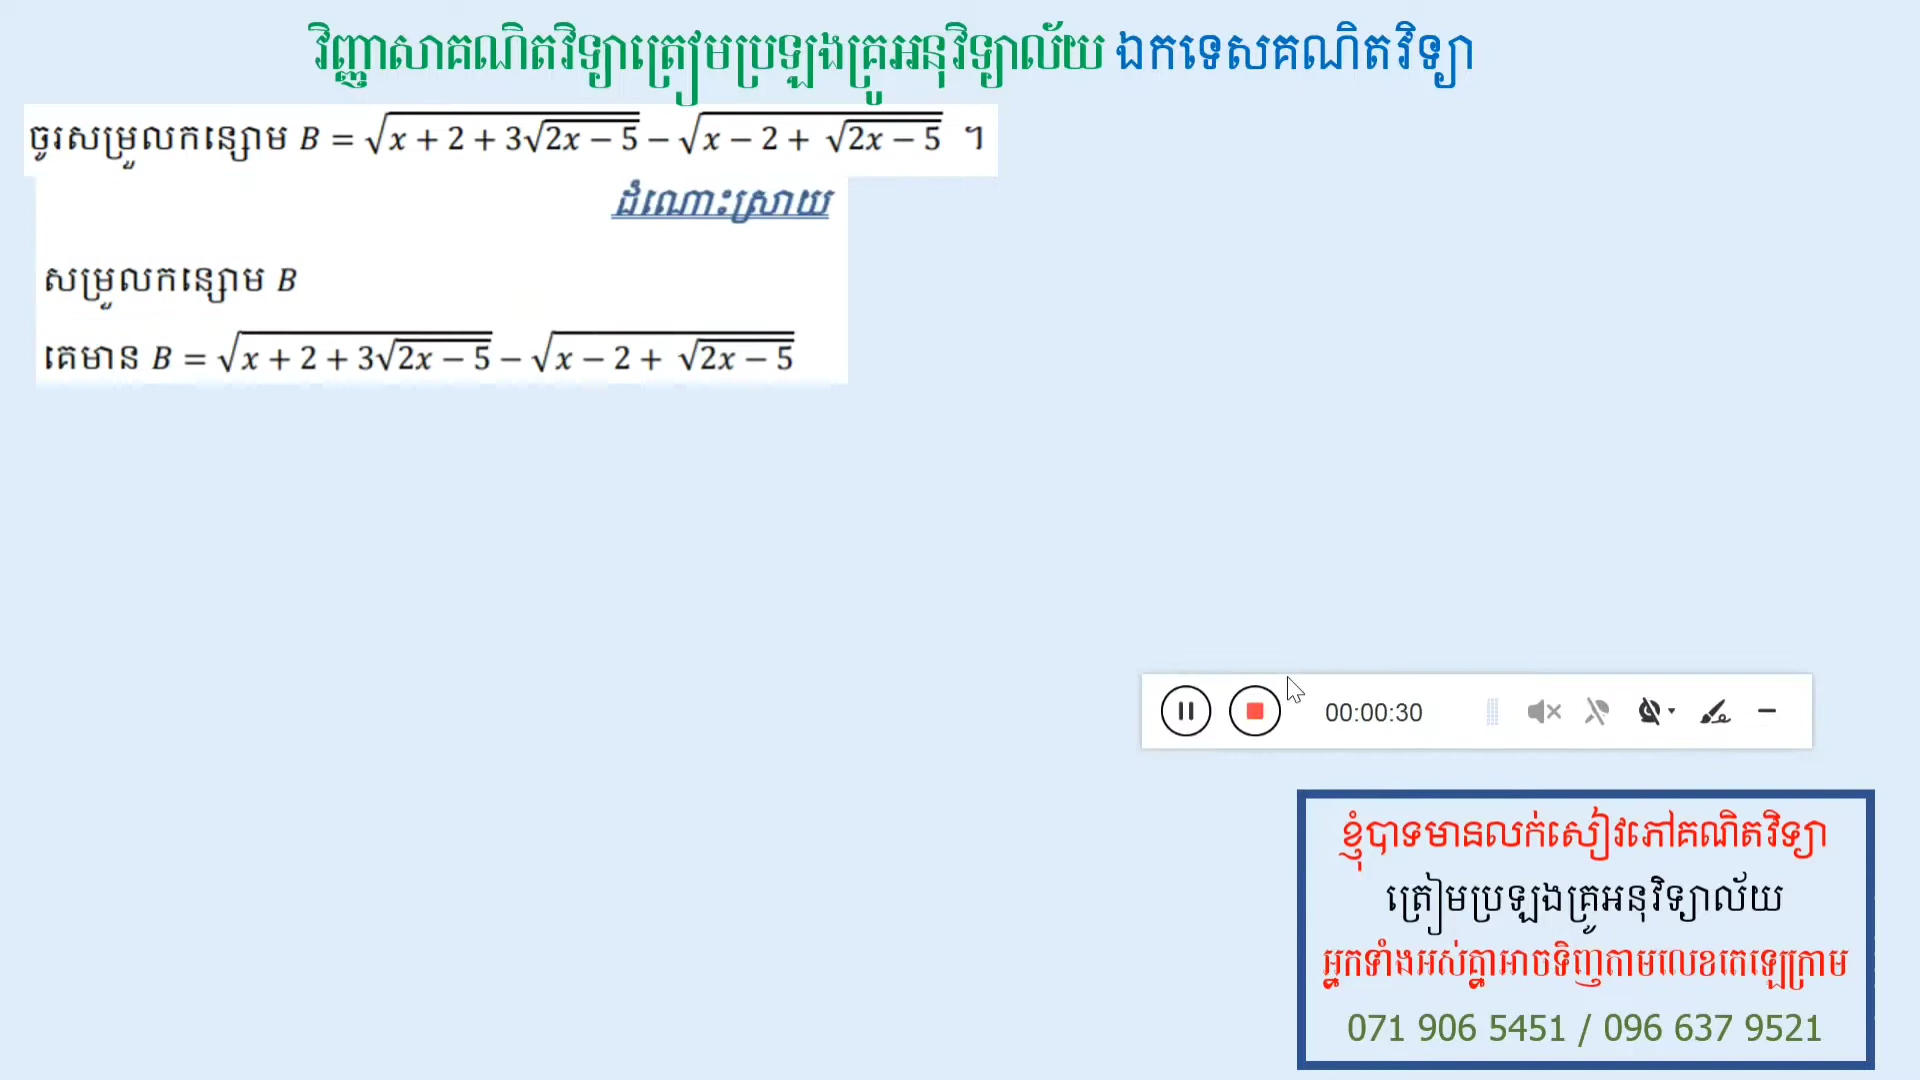 វិញ្ញាសាគណិតវិទ្យាត្រៀមប្រឡងគ្រូអនុវិទ្យាល័យ ឯកទេសគណិតវិទ្យា
ចូរសម្រួលកន្សោម B = √(x + 2 + 3√(2x − 5)) − √(x − 2 + √(2x − 5)) ។
ដំណោះស្រាយ
សម្រួលកន្សោម B
គេមាន B = √(x + 2 + 3√(2x − 5)) − √(x − 2 + √(2x − 5))
00:00:30
ខ្ញុំបាទមានលក់សៀវភៅគណិតវិទ្យា
ត្រៀមប្រឡងគ្រូអនុវិទ្យាល័យ
អ្នកទាំងអស់គ្នាអាចទិញតាមលេខតេឡេក្រាម
071 906 5451 / 096 637 9521